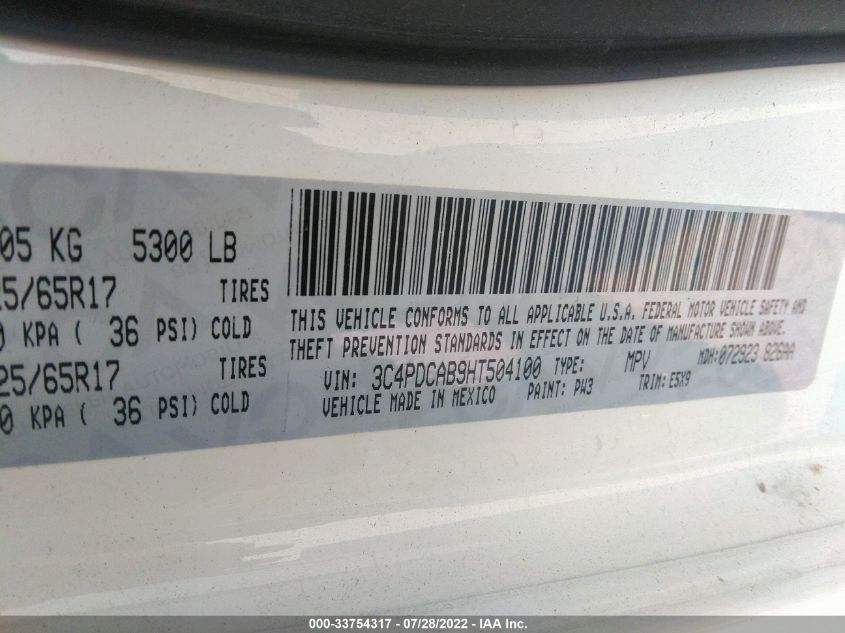 05 KG 5300 LB
5/65R17 TIRES
0 KPA ( 36 PSI) COLD
25/65R17 TIRES
0 KPA ( 36 PSI) COLD
THIS VEHICLE CONFORMS TO ALL APPLICABLE U.S.A. FEDERAL MOTOR VEHICLE SAFETY AND
THEFT PREVENTION STANDARDS IN EFFECT ON THE DATE OF MANUFACTURE SHOWN ABOVE.
VIN: 3C4PDCAB9HT504100 TYPE: MPV MDH: 072923 826AA
VEHICLE MADE IN MEXICO PAINT: PW3 TRIM: E5X9
000-33754317 - 07/28/2022 - IAA Inc.